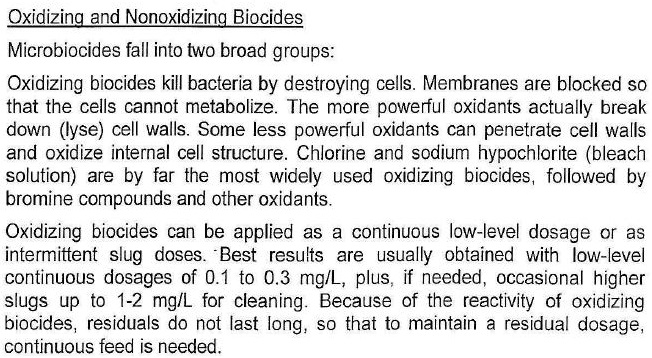 Oxidizing and Nonoxidizing Biocides
Microbiocides fall into two broad groups:
Oxidizing biocides kill bacteria by destroying cells. Membranes are blocked so
that the cells cannot metabolize. The more powerful oxidants actually break
down (lyse) cell walls. Some less powerful oxidants can penetrate cell walls
and oxidize internal cell structure. Chlorine and sodium hypochlorite (bleach
solution) are by far the most widely used oxidizing biocides, followed by
bromine compounds and other oxidants.
Oxidizing biocides can be applied as a continuous low-level dosage or as
intermittent slug doses. Best results are usually obtained with low-level
continuous dosages of 0.1 to 0.3 mg/L, plus, if needed, occasional higher
slugs up to 1-2 mg/L for cleaning. Because of the reactivity of oxidizing
biocides, residuals do not last long, so that to maintain a residual dosage,
continuous feed is needed.